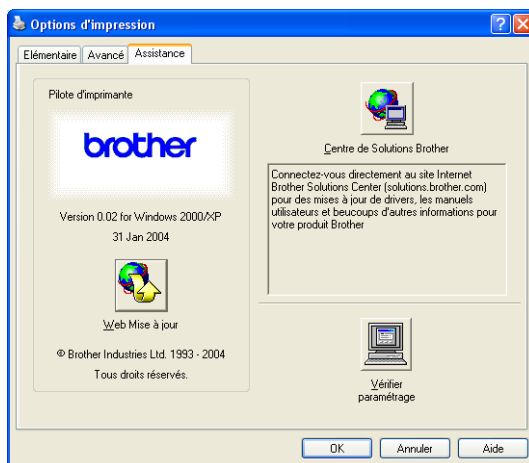 Options d'impression
Elémentaire
Avancé
Assistance
Pilote d'imprimante
brother
Version 0.02 for Windows 2000/XP
31 Jan 2004
Web Mise à jour
© Brother Industries Ltd. 1993 - 2004
Tous droits réservés.
Centre de Solutions Brother
Connectez-vous directement au site Internet
Brother Solutions Center (solutions.brother.com)
pour des mises à jour de drivers, les manuels
utilisateurs et beucoups d'autres informations pour
votre produit Brother
Vérifier
paramétrage
OK
Annuler
Aide